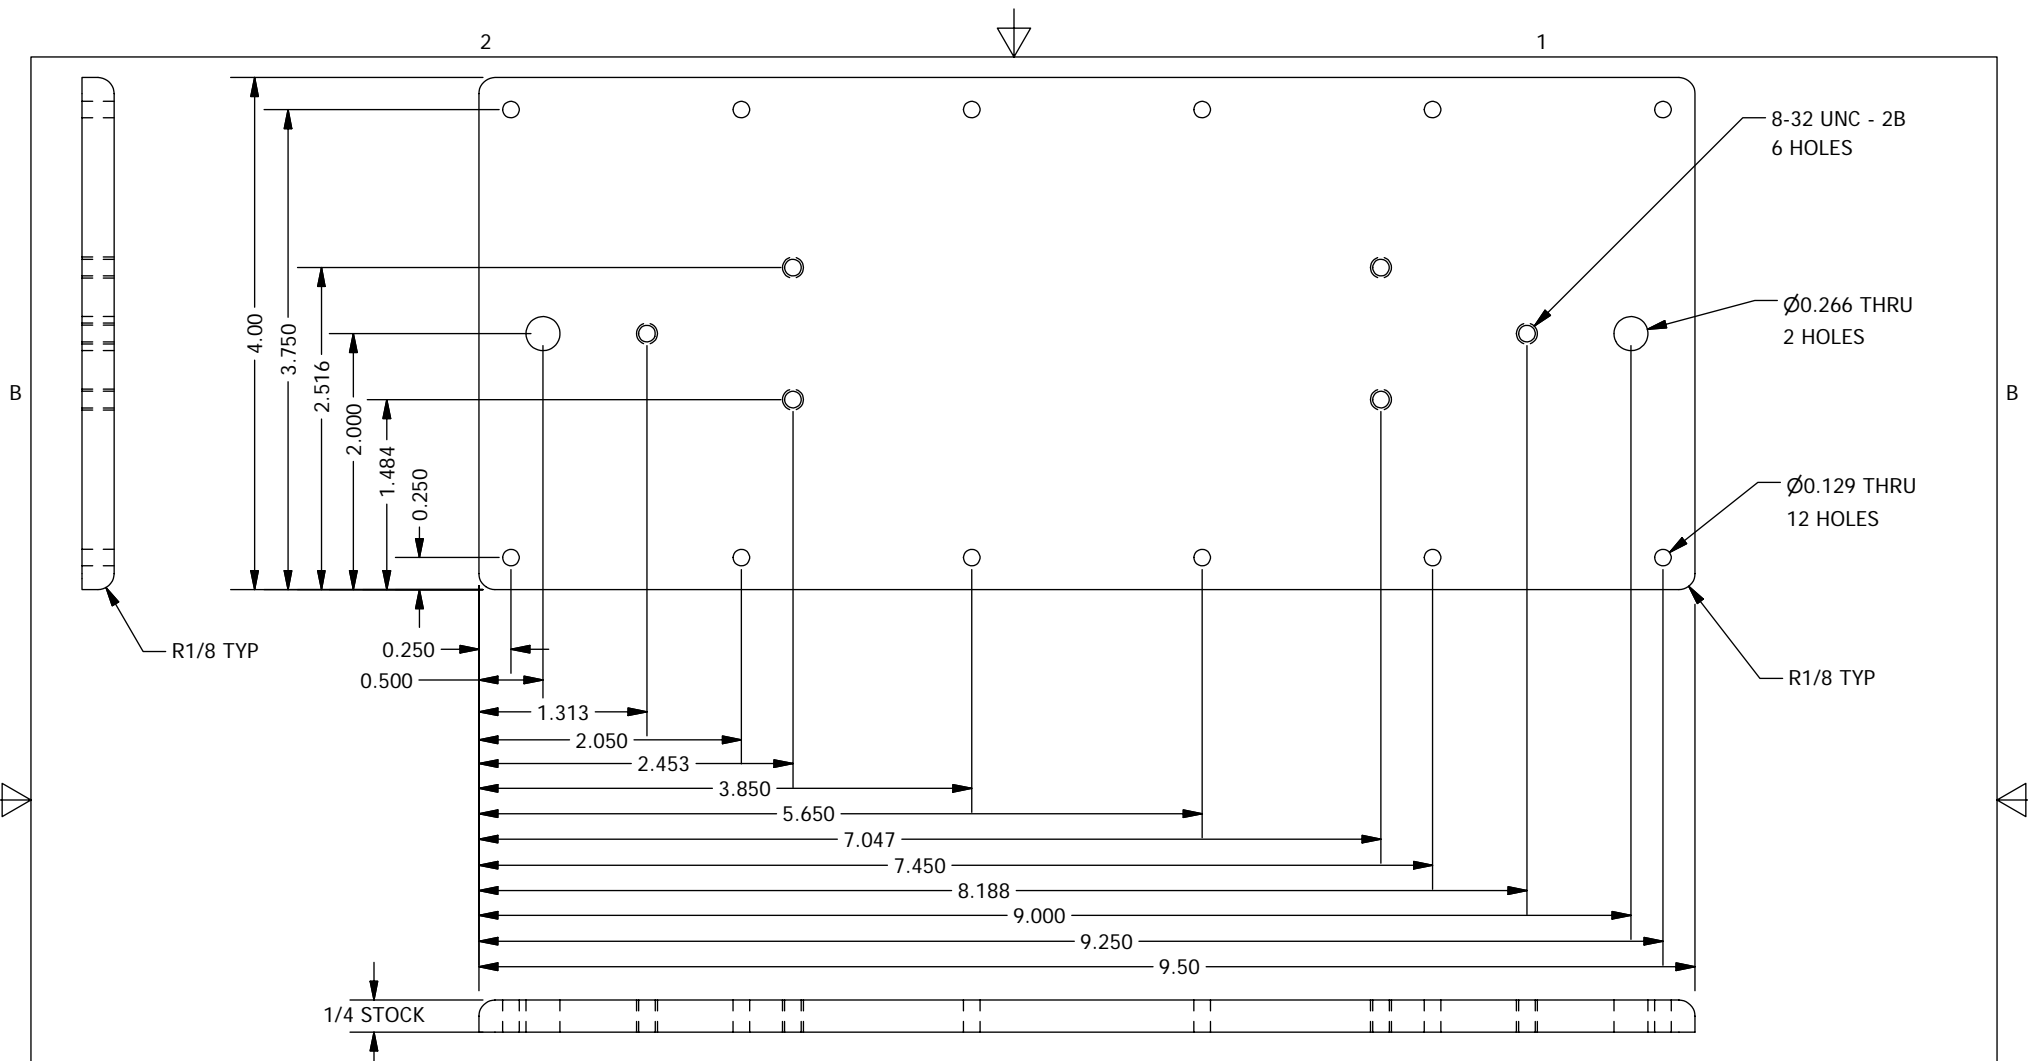 2
1
8-32 UNC - 2B
6 HOLES
Ø0.266 THRU
2 HOLES
B
B
4.00
3.750
2.516
2.000
1.484
0.250
Ø0.129 THRU
12 HOLES
R1/8 TYP
0.250
R1/8 TYP
0.500
1.313
2.050
2.453
3.850
5.650
7.047
7.450
8.188
9.000
9.250
9.50
1/4 STOCK